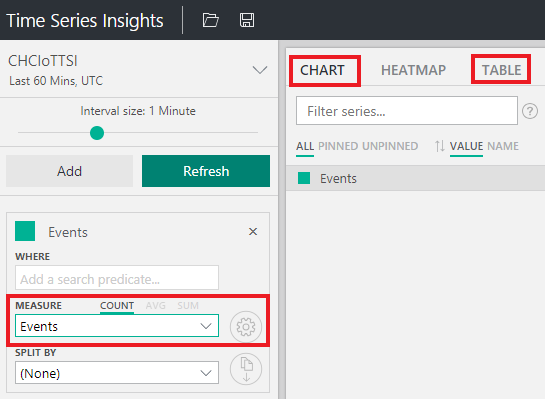 Time Series Insights
CHCIoTTSI
Last 60 Mins, UTC
Interval size: 1 Minute
Add
Refresh
Events
WHERE
Add a search predicate...
MEASURE COUNT AVG SUM
Events
SPLIT BY
(None)
CHART HEATMAP TABLE
Filter series...
ALL PINNED UNPINNED VALUE NAME
Events